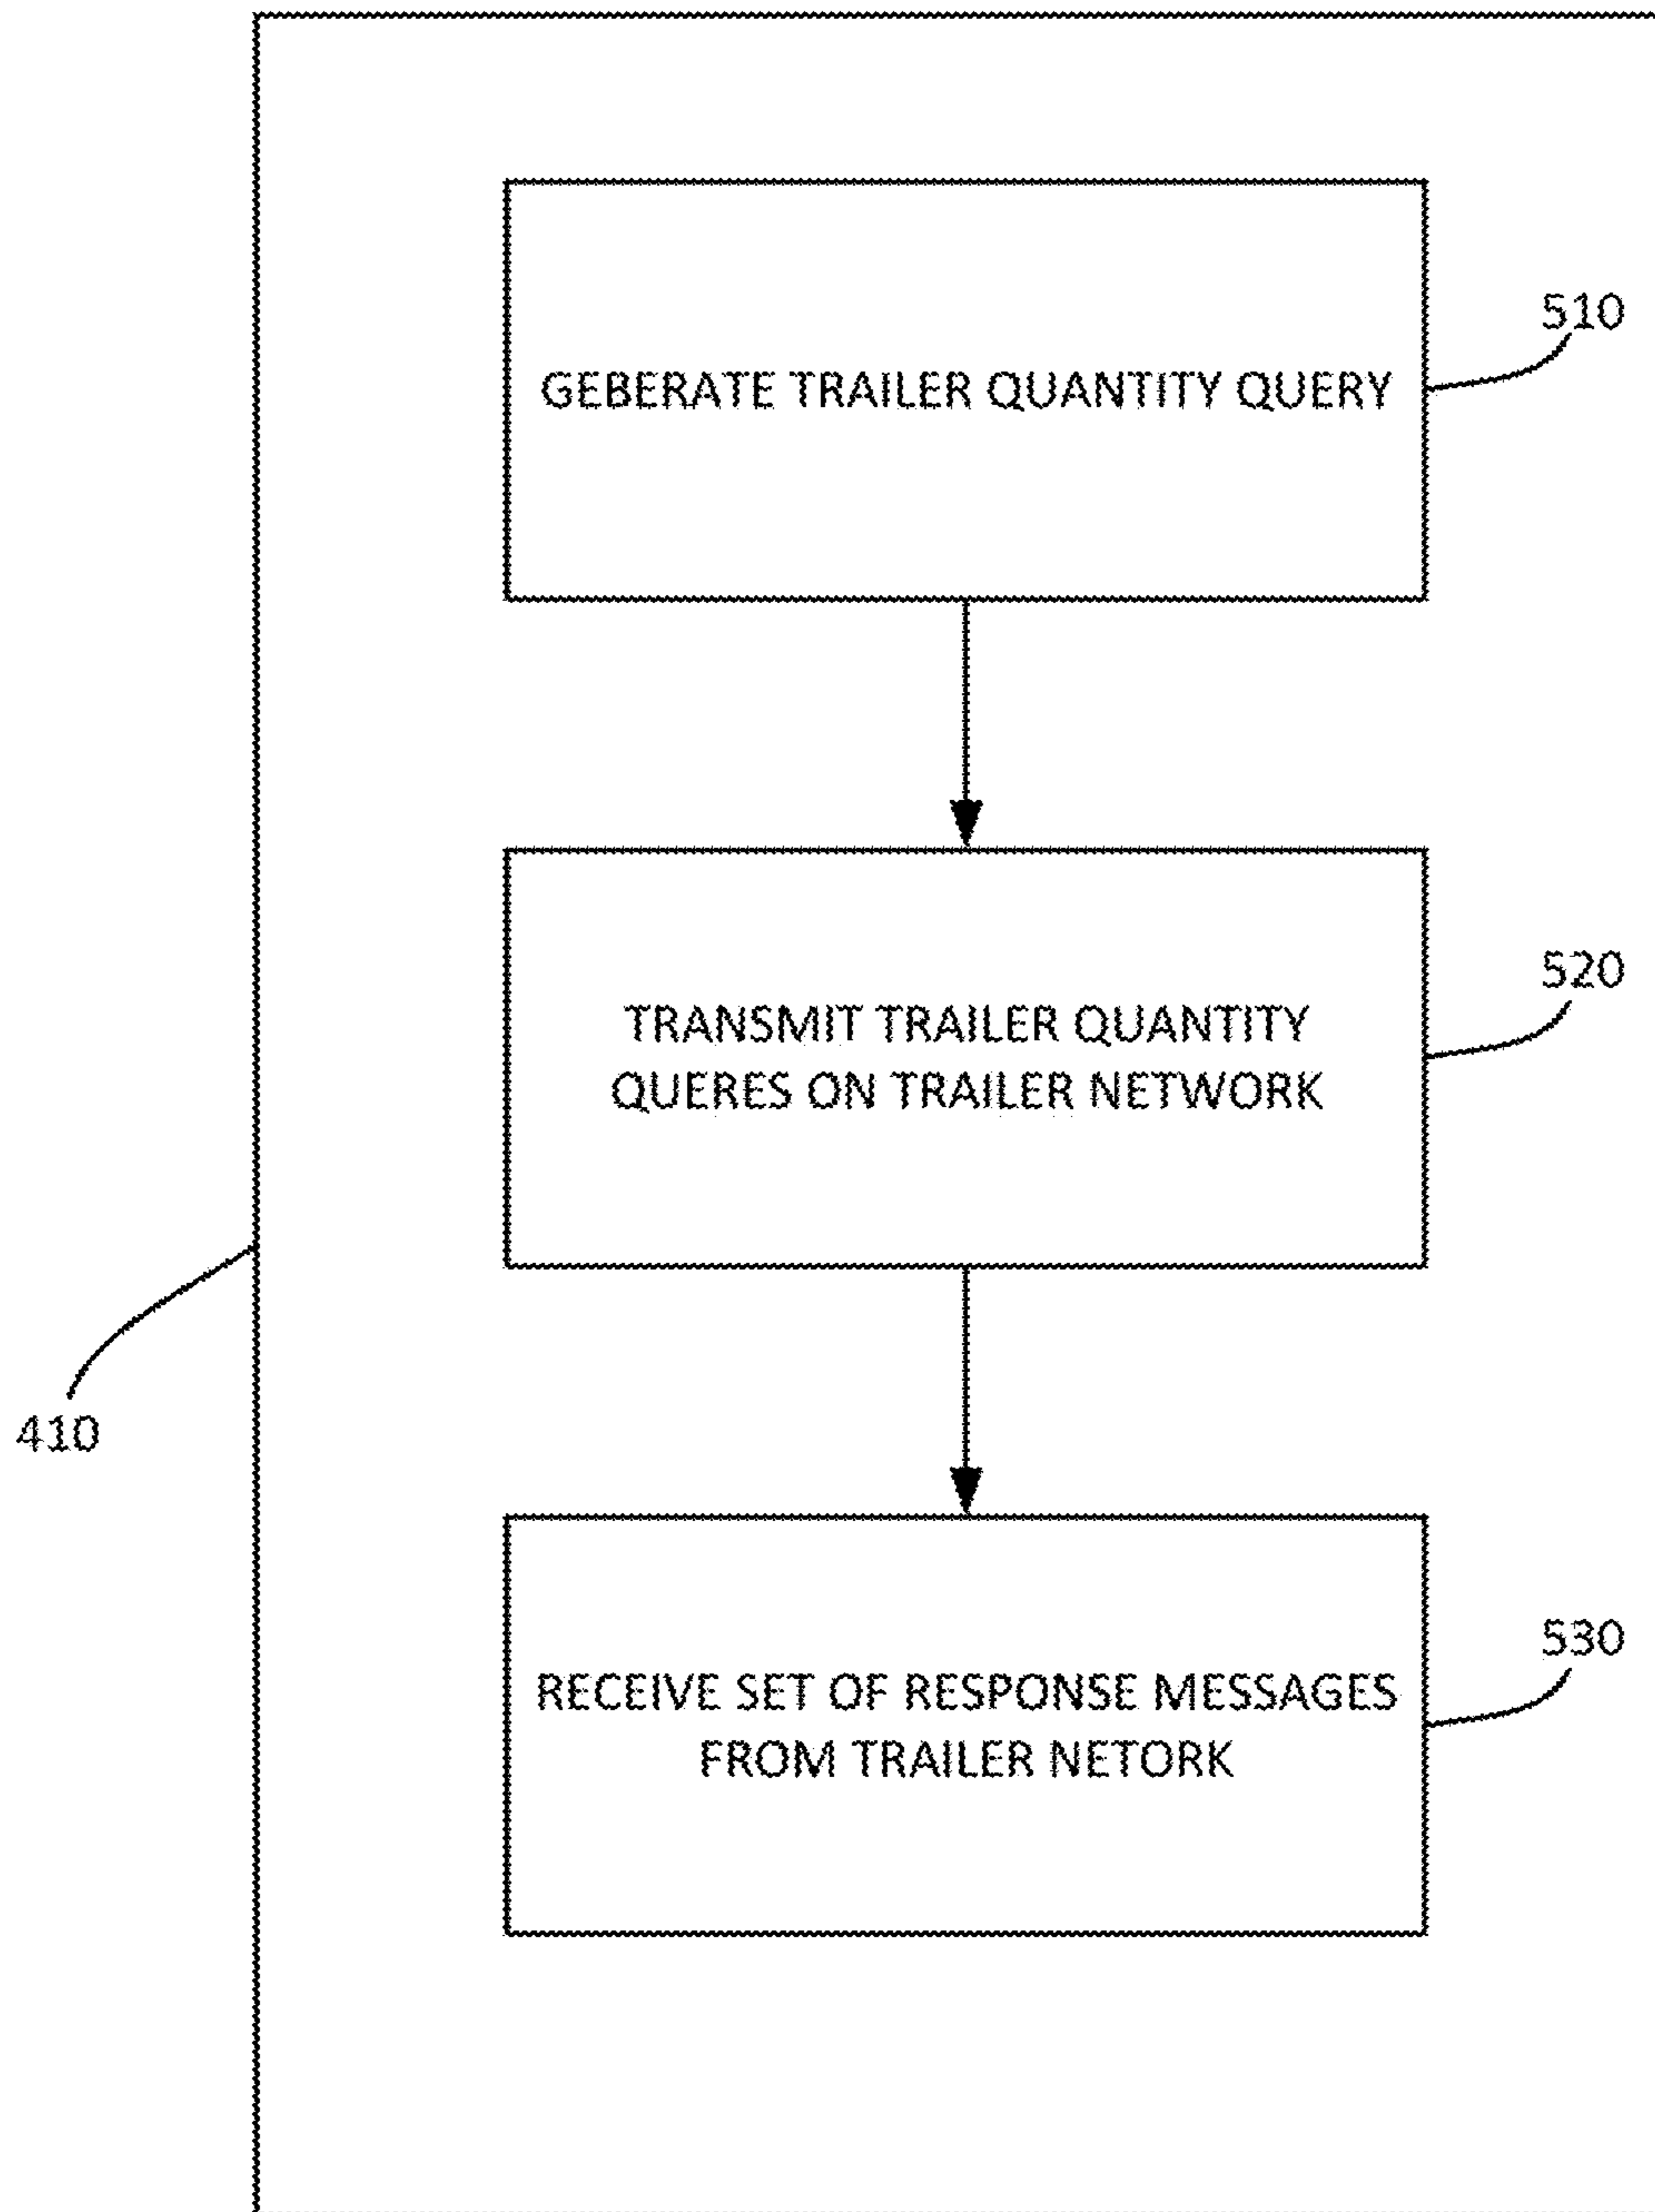 GEBERATE TRAILER QUANTITY QUERY
510
TRANSMIT TRAILER QUANTITY
QUERES ON TRAILER NETWORK
520
410
RECEIVE SET OF RESPONSE MESSAGES
FROM TRAILER NETORK
530